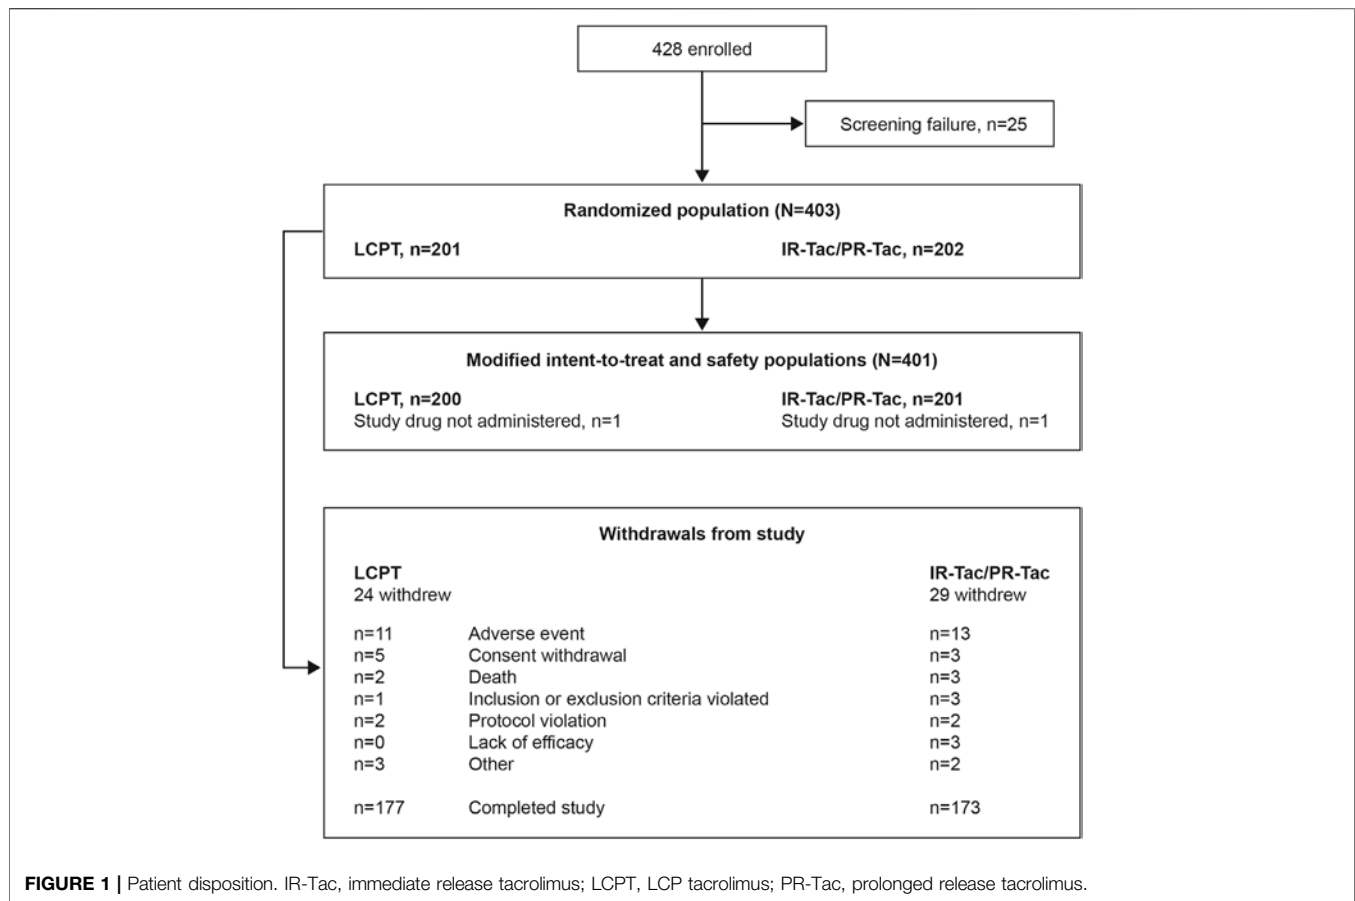 428 enrolled
Screening failure, n=25
Randomized population (N=403)
LCPT, n=201 IR-Tac/PR-Tac, n=202
Modified intent-to-treat and safety populations (N=401)
LCPT, n=200 IR-Tac/PR-Tac, n=201
Study drug not administered, n=1 Study drug not administered, n=1
Withdrawals from study
LCPT IR-Tac/PR-Tac
24 withdrew 29 withdrew
n=11 Adverse event n=13
n=5 Consent withdrawal n=3
n=2 Death n=3
n=1 Inclusion or exclusion criteria violated n=3
n=2 Protocol violation n=2
n=0 Lack of efficacy n=3
n=3 Other n=2
n=177 Completed study n=173
FIGURE 1 | Patient disposition. IR-Tac, immediate release tacrolimus; LCPT, LCP tacrolimus; PR-Tac, prolonged release tacrolimus.